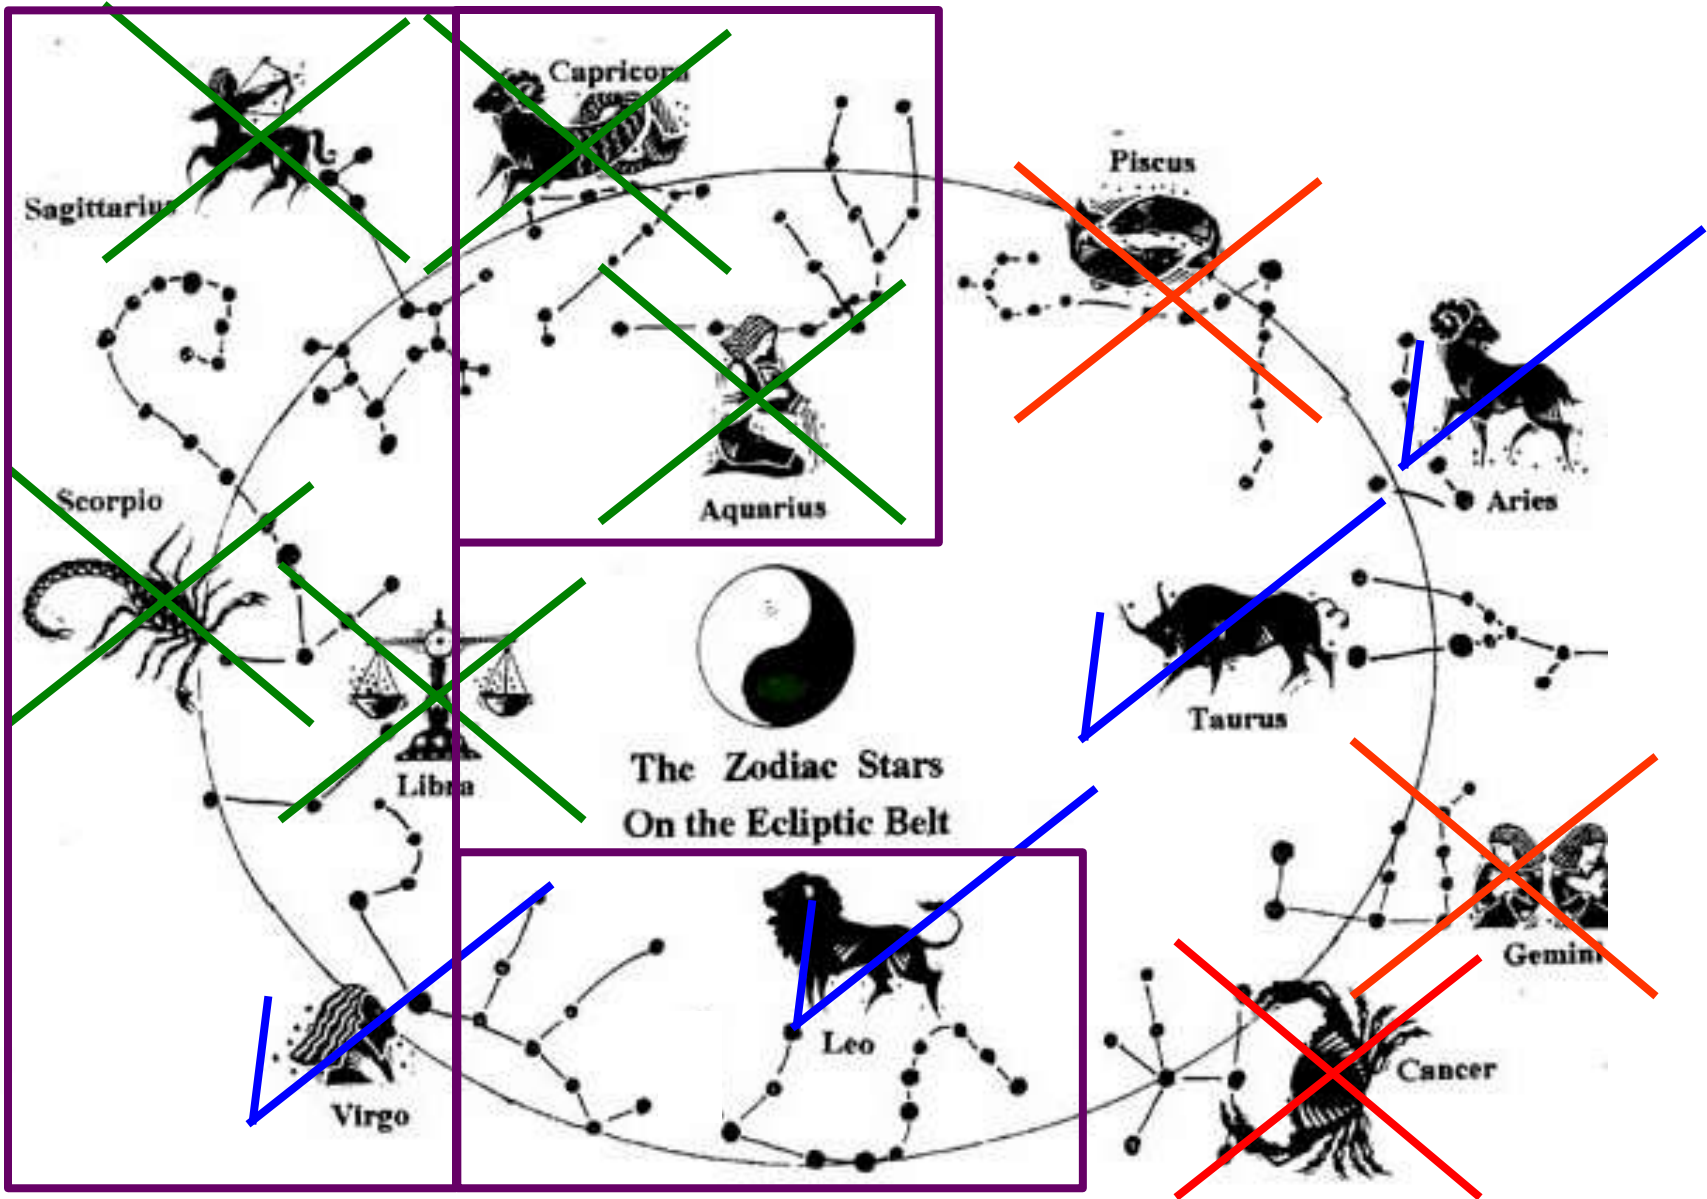 Capricorn
Piscus
Sagittarius
Scorpio
Aquarius
Aries
Taurus
The Zodiac Stars
On the Ecliptic Belt
Libra
Gemini
Leo
Cancer
Virgo